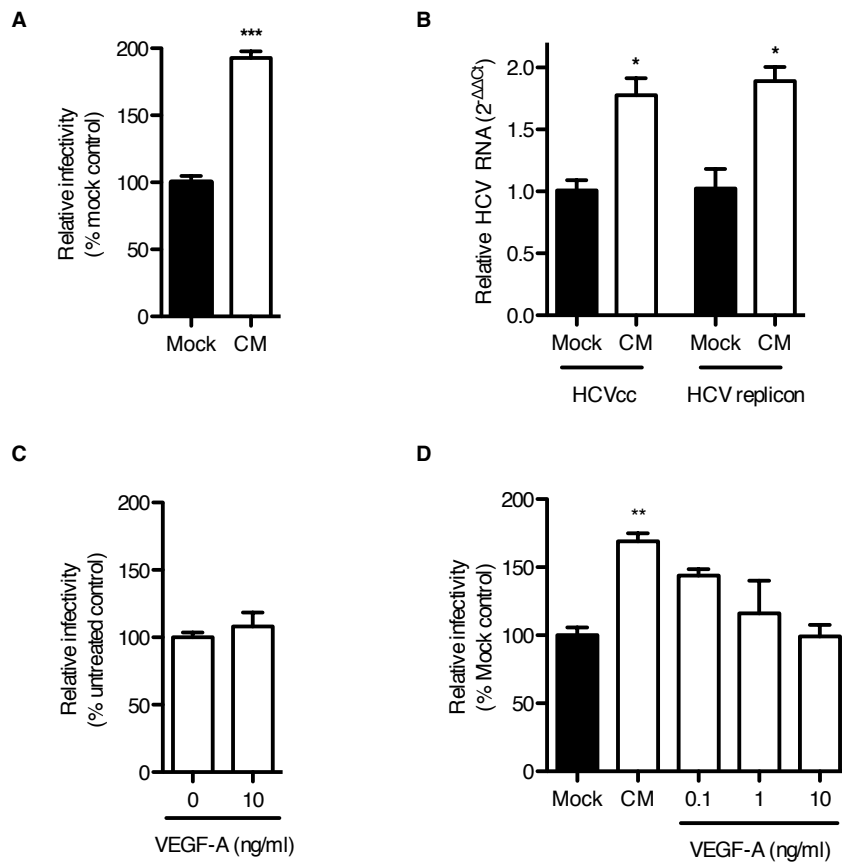 A
Relative infectivity
(% mock control)
200
150
100
50
0
***
Mock CM
B
Relative HCV RNA (2-ΔΔCt)
2.0
1.5
1.0
0.5
0.0
*
*
Mock CM Mock CM
HCVcc HCV replicon
C
Relative infectivity
(% untreated control)
200
150
100
50
0
0 10
VEGF-A (ng/ml)
D
Relative infectivity
(% Mock control)
200
150
100
50
0
**
Mock CM 0.1 1 10
VEGF-A (ng/ml)